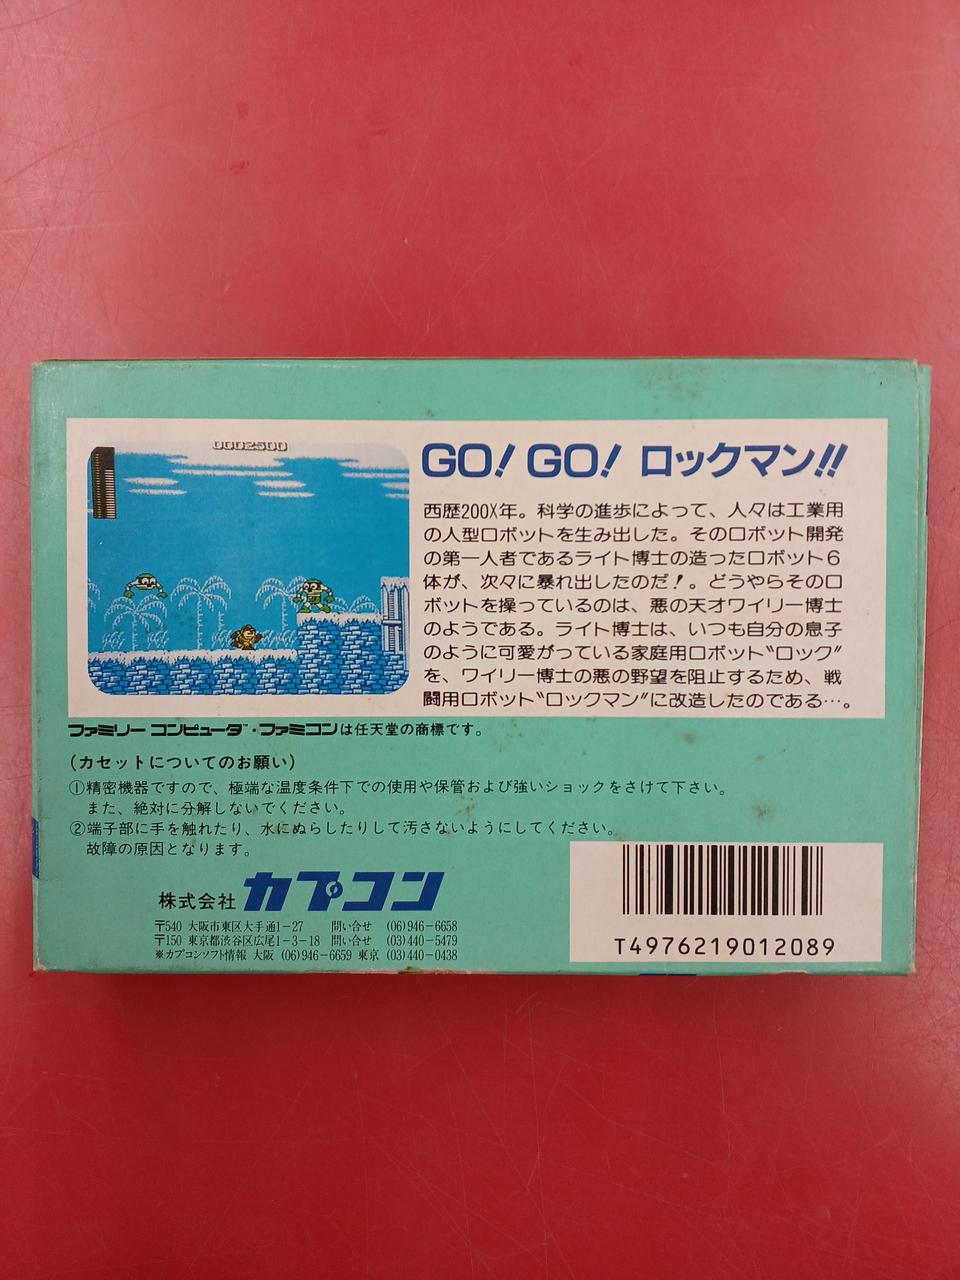 0002500
GO! GO! ロックマン!!
西歴200X年。科学の進歩によって、人々は工業用
の人型ロボットを生み出した。そのロボット開発
の第一人者であるライト博士の造ったロボット6
体が、次々に暴れ出したのだ!。どうやらそのロ
ボットを操っているのは、悪の天才ワイリー博士
のようである。ライト博士は、いつも自分の息子
のように可愛がっている家庭用ロボット"ロック"
を、ワイリー博士の悪の野望を阻止するため、戦
闘用ロボット"ロックマン"に改造したのである…。
ファミリー コンピュータ™・ファミコンは任天堂の商標です。
(カセットについてのお願い)
①精密機器ですので、極端な温度条件下での使用や保管および強いショックをさけて下さい。
また、絶対に分解しないでください。
②端子部に手を触れたり、水にぬらしたりして汚さないようにしてください。
故障の原因となります。
株式会社 カプコン
〒540 大阪市東区大手通1-27 問い合せ (06)946-6658
〒150 東京都渋谷区広尾1-3-18 問い合せ (03)440-5479
※カプコンソフト情報 大阪 (06)946-6659 東京 (03)440-0438
T4976219012089